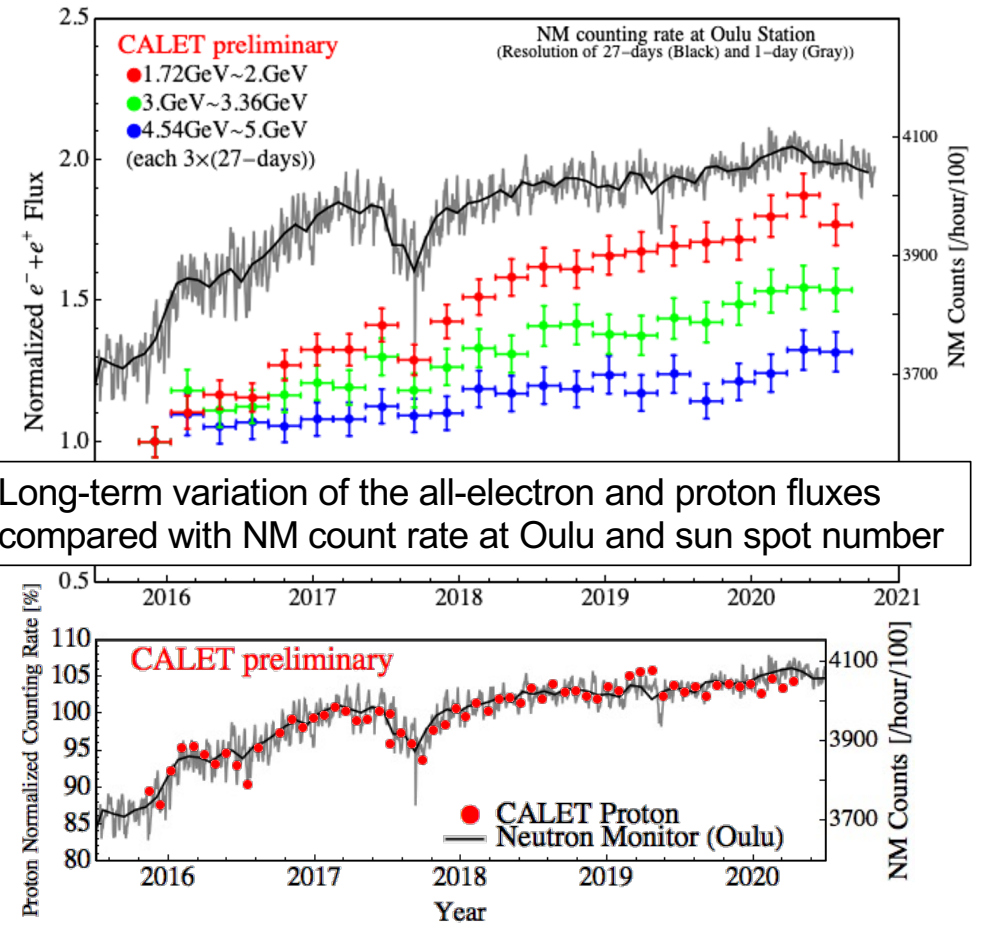 2.5
NM counting rate at Oulu Station
(Resolution of 27-days (Black) and 1-day (Gray))
CALET preliminary
1.72GeV~2.GeV
3.GeV~3.36GeV
4.54GeV~5.GeV
(each 3×(27-days))
Normalized e⁻ +e⁺ Flux
2.0
1.5
1.0
4100
3900
3700
NM Counts [/hour/100]
Long-term variation of the all-electron and proton fluxes
compared with NM count rate at Oulu and sun spot number
0.5
2016 2017 2018 2019 2020 2021
Proton Normalized Counting Rate [%]
110
105
100
95
90
85
80
CALET preliminary
CALET Proton
Neutron Monitor (Oulu)
4100
3900
3700
NM Counts [/hour/100]
2016 2017 2018 2019 2020
Year